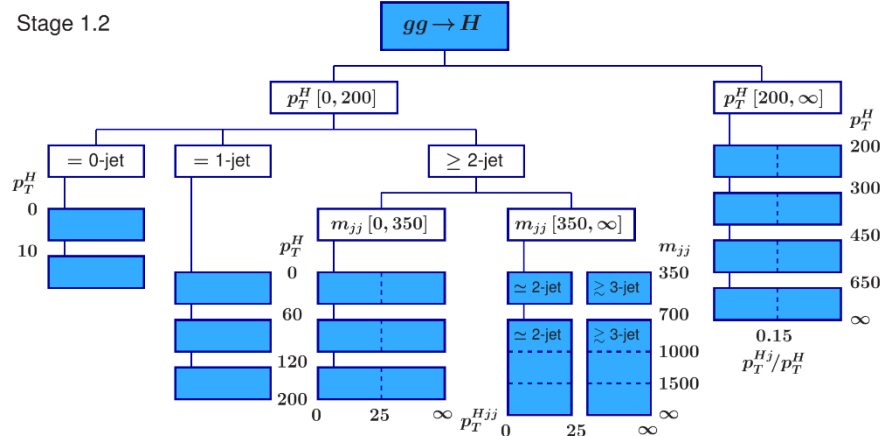 Stage 1.2
gg → H
p_T^H [0, 200]
p_T^H [200, ∞]
= 0-jet
= 1-jet
≥ 2-jet
p_T^H
0
10
m_jj [0, 350]
m_jj [350, ∞]
p_T^H
0
60
120
200
0 25 ∞
≃ 2-jet ≳ 3-jet
≃ 2-jet ≳ 3-jet
m_jj
350
700
1000
1500
∞
p_T^Hjj 0 25 ∞
p_T^H
200
300
450
650
∞
0.15
p_T^Hj/p_T^H